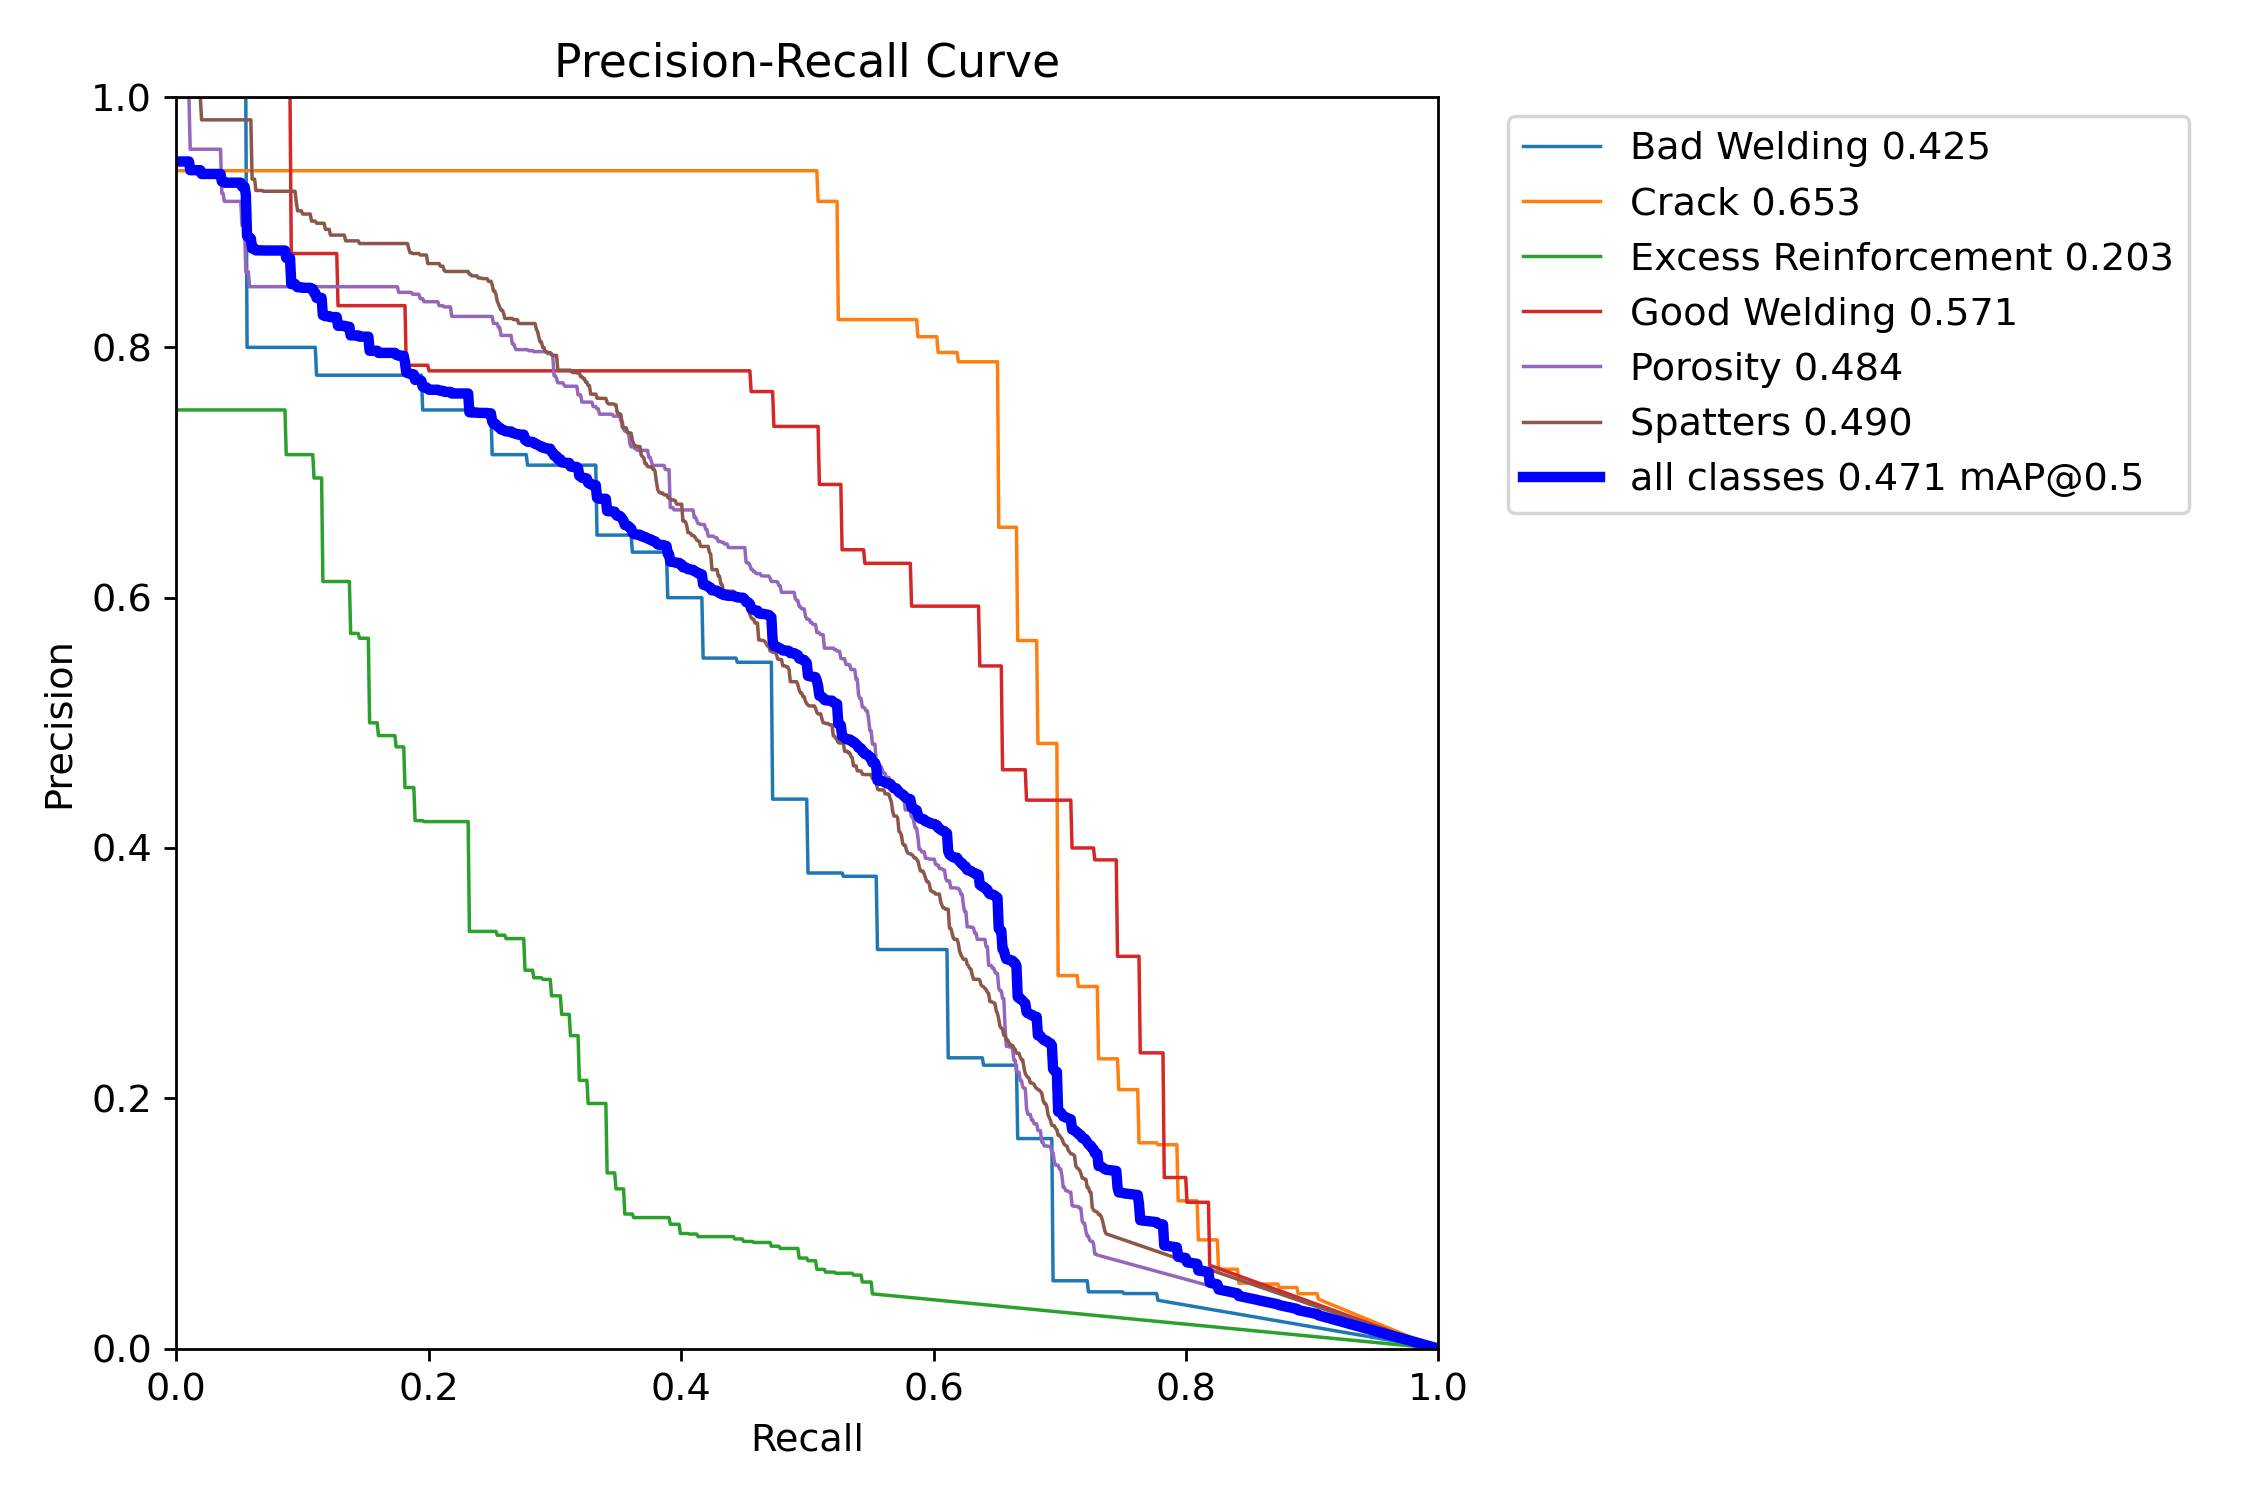 Precision-Recall Curve
1.0
0.8
0.6
0.4
0.2
0.0
Precision
0.0 0.2 0.4 0.6 0.8 1.0
Recall
Bad Welding 0.425
Crack 0.653
Excess Reinforcement 0.203
Good Welding 0.571
Porosity 0.484
Spatters 0.490
all classes 0.471 mAP@0.5